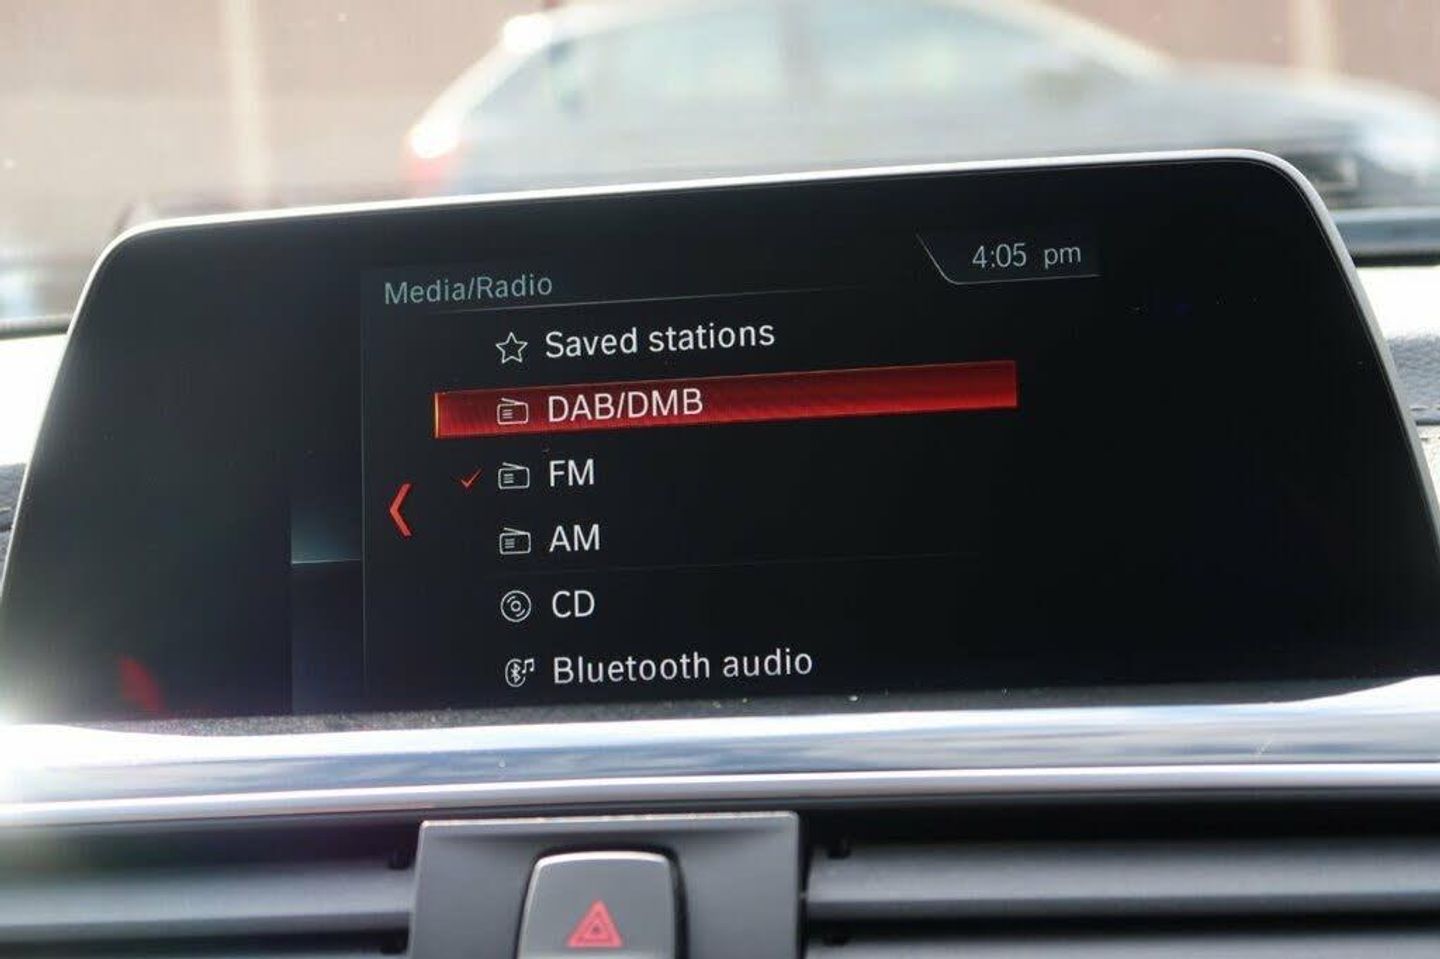 Media/Radio
4:05 pm
Saved stations
DAB/DMB
FM
AM
CD
Bluetooth audio